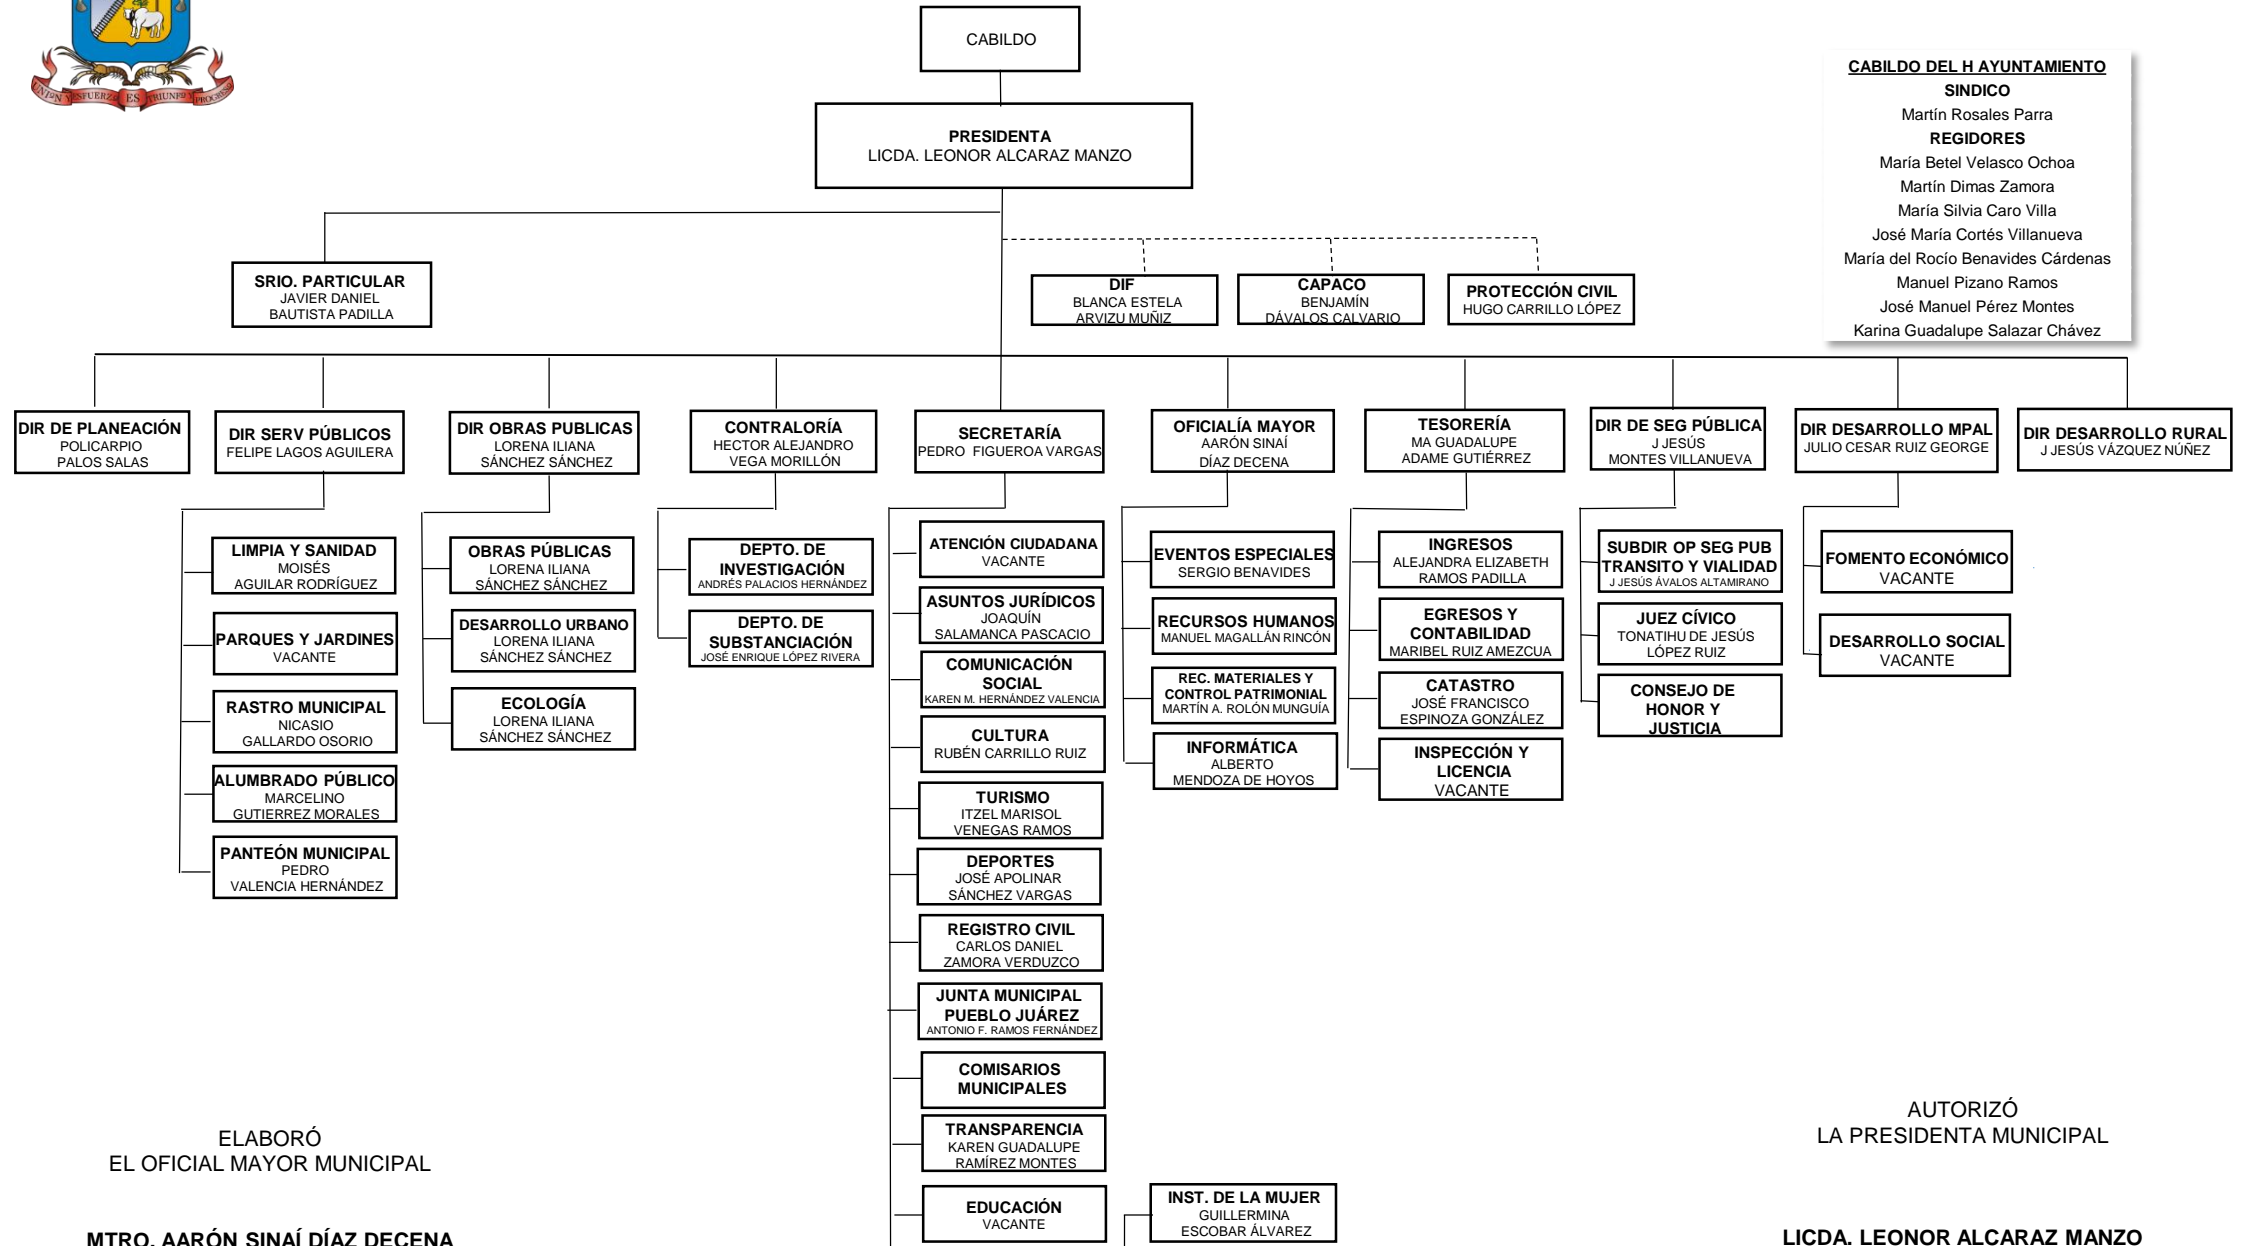 UNIÓN Y ESFUERZO ES TRIUNFO Y PROGRESO
CABILDO
PRESIDENTA
LICDA. LEONOR ALCARAZ MANZO
CABILDO DEL H AYUNTAMIENTO
SINDICO
Martín Rosales Parra
REGIDORES
María Betel Velasco Ochoa
Martín Dimas Zamora
María Silvia Caro Villa
José María Cortés Villanueva
María del Rocío Benavides Cárdenas
Manuel Pizano Ramos
José Manuel Pérez Montes
Karina Guadalupe Salazar Chávez
SRIO. PARTICULAR
JAVIER DANIEL
BAUTISTA PADILLA
DIF
BLANCA ESTELA
ARVIZU MUÑIZ
CAPACO
BENJAMÍN
DÁVALOS CALVARIO
PROTECCIÓN CIVIL
HUGO CARRILLO LÓPEZ
DIR DE PLANEACIÓN
POLICARPIO
PALOS SALAS
DIR SERV PÚBLICOS
FELIPE LAGOS AGUILERA
DIR OBRAS PUBLICAS
LORENA ILIANA
SÁNCHEZ SÁNCHEZ
CONTRALORÍA
HECTOR ALEJANDRO
VEGA MORILLÓN
SECRETARÍA
PEDRO FIGUEROA VARGAS
OFICIALÍA MAYOR
AARÓN SINAÍ
DÍAZ DECENA
TESORERÍA
MA GUADALUPE
ADAME GUTIÉRREZ
DIR DE SEG PÚBLICA
J JESÚS
MONTES VILLANUEVA
DIR DESARROLLO MPAL
JULIO CESAR RUIZ GEORGE
DIR DESARROLLO RURAL
J JESÚS VÁZQUEZ NÚÑEZ
LIMPIA Y SANIDAD
MOISÉS
AGUILAR RODRÍGUEZ
PARQUES Y JARDINES
VACANTE
RASTRO MUNICIPAL
NICASIO
GALLARDO OSORIO
ALUMBRADO PÚBLICO
MARCELINO
GUTIERREZ MORALES
PANTEÓN MUNICIPAL
PEDRO
VALENCIA HERNÁNDEZ
OBRAS PÚBLICAS
LORENA ILIANA
SÁNCHEZ SÁNCHEZ
DESARROLLO URBANO
LORENA ILIANA
SÁNCHEZ SÁNCHEZ
ECOLOGÍA
LORENA ILIANA
SÁNCHEZ SÁNCHEZ
DEPTO. DE
INVESTIGACIÓN
ANDRÉS PALACIOS HERNÁNDEZ
DEPTO. DE
SUBSTANCIACIÓN
JOSÉ ENRIQUE LÓPEZ RIVERA
ATENCIÓN CIUDADANA
VACANTE
ASUNTOS JURÍDICOS
JOAQUÍN
SALAMANCA PASCACIO
COMUNICACIÓN
SOCIAL
KAREN M. HERNÁNDEZ VALENCIA
CULTURA
RUBÉN CARRILLO RUIZ
TURISMO
ITZEL MARISOL
VENEGAS RAMOS
DEPORTES
JOSÉ APOLINAR
SÁNCHEZ VARGAS
REGISTRO CIVIL
CARLOS DANIEL
ZAMORA VERDUZCO
JUNTA MUNICIPAL
PUEBLO JUÁREZ
ANTONIO F. RAMOS FERNÁNDEZ
COMISARIOS
MUNICIPALES
TRANSPARENCIA
KAREN GUADALUPE
RAMÍREZ MONTES
EDUCACIÓN
VACANTE
EVENTOS ESPECIALES
SERGIO BENAVIDES
RECURSOS HUMANOS
MANUEL MAGALLÁN RINCÓN
REC. MATERIALES Y
CONTROL PATRIMONIAL
MARTÍN A. ROLÓN MUNGUÍA
INFORMÁTICA
ALBERTO
MENDOZA DE HOYOS
INST. DE LA MUJER
GUILLERMINA
ESCOBAR ÁLVAREZ
INGRESOS
ALEJANDRA ELIZABETH
RAMOS PADILLA
EGRESOS Y
CONTABILIDAD
MARIBEL RUIZ AMEZCUA
CATASTRO
JOSÉ FRANCISCO
ESPINOZA GONZÁLEZ
INSPECCIÓN Y
LICENCIA
VACANTE
SUBDIR OP SEG PUB
TRANSITO Y VIALIDAD
J JESÚS ÁVALOS ALTAMIRANO
JUEZ CÍVICO
TONATIHU DE JESÚS
LÓPEZ RUIZ
CONSEJO DE
HONOR Y
JUSTICIA
FOMENTO ECONÓMICO
VACANTE
DESARROLLO SOCIAL
VACANTE
ELABORÓ
EL OFICIAL MAYOR MUNICIPAL
MTRO. AARÓN SINAÍ DÍAZ DECENA
AUTORIZÓ
LA PRESIDENTA MUNICIPAL
LICDA. LEONOR ALCARAZ MANZO